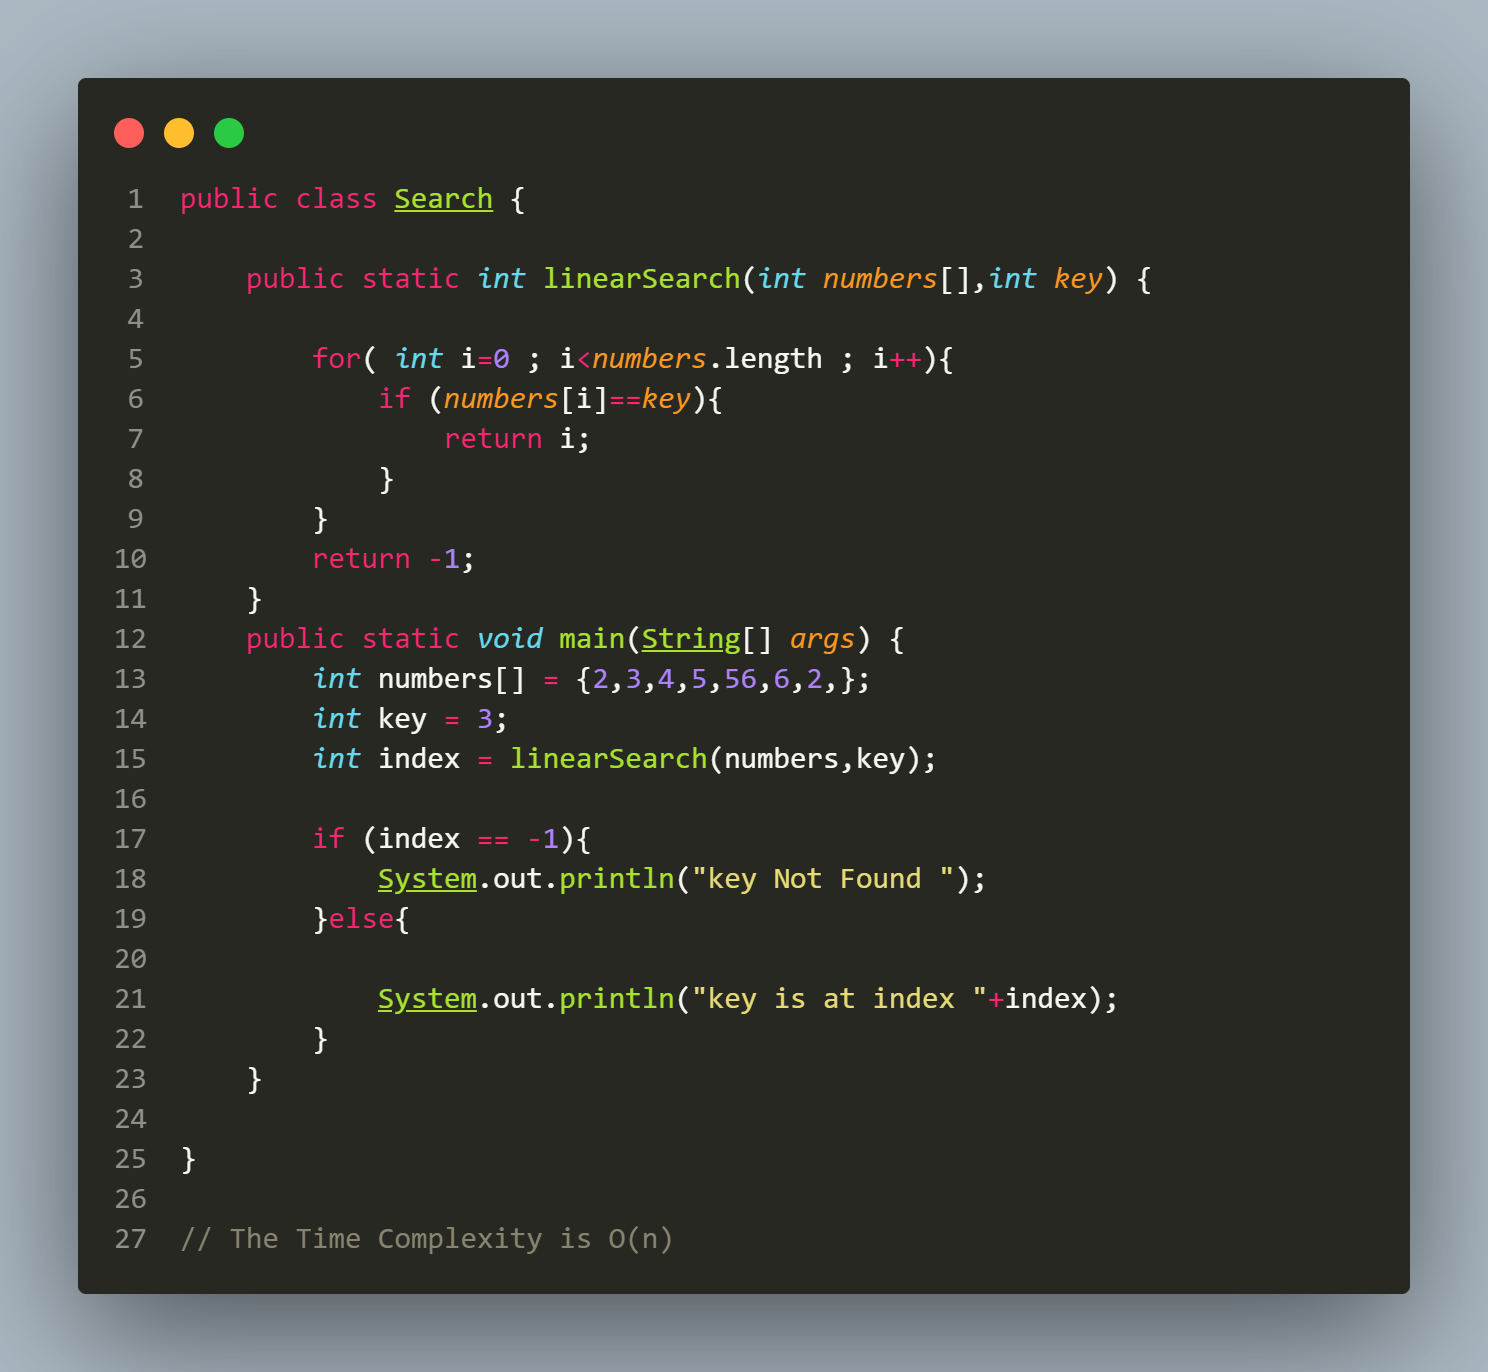 1 public class Search {
2
3     public static int linearSearch(int numbers[],int key) {
4
5         for( int i=0 ; i<numbers.length ; i++){
6             if (numbers[i]==key){
7                 return i;
8             }
9         }
10         return -1;
11     }
12     public static void main(String[] args) {
13         int numbers[] = {2,3,4,5,56,6,2,};
14         int key = 3;
15         int index = linearSearch(numbers,key);
16
17         if (index == -1){
18             System.out.println("key Not Found ");
19         }else{
20
21             System.out.println("key is at index "+index);
22         }
23     }
24
25 }
26
27 // The Time Complexity is O(n)